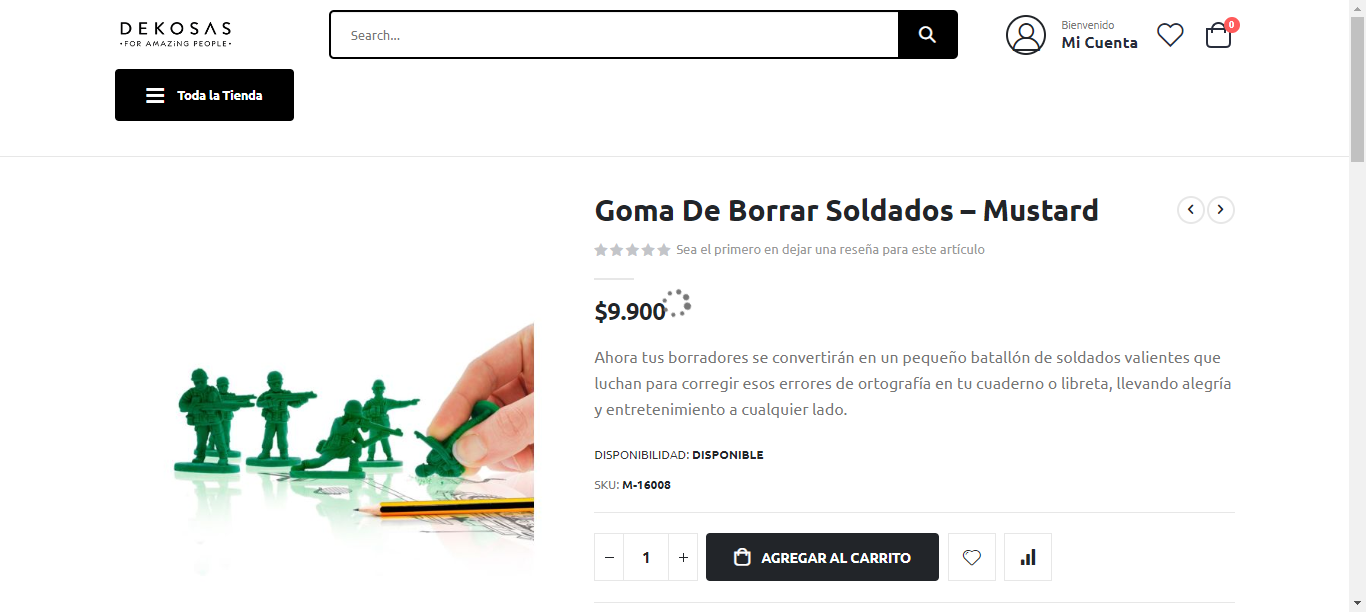 DEKOSAS
•FOR AMAZING PEOPLE•
Search...
Bienvenido
Mi Cuenta
0
Toda la Tienda
Goma De Borrar Soldados – Mustard
Sea el primero en dejar una reseña para este artículo
$9.900
Ahora tus borradores se convertirán en un pequeño batallón de soldados valientes que
luchan para corregir esos errores de ortografía en tu cuaderno o libreta, llevando alegría
y entretenimiento a cualquier lado.
DISPONIBILIDAD: DISPONIBLE
SKU: M-16008
− 1 +
AGREGAR AL CARRITO